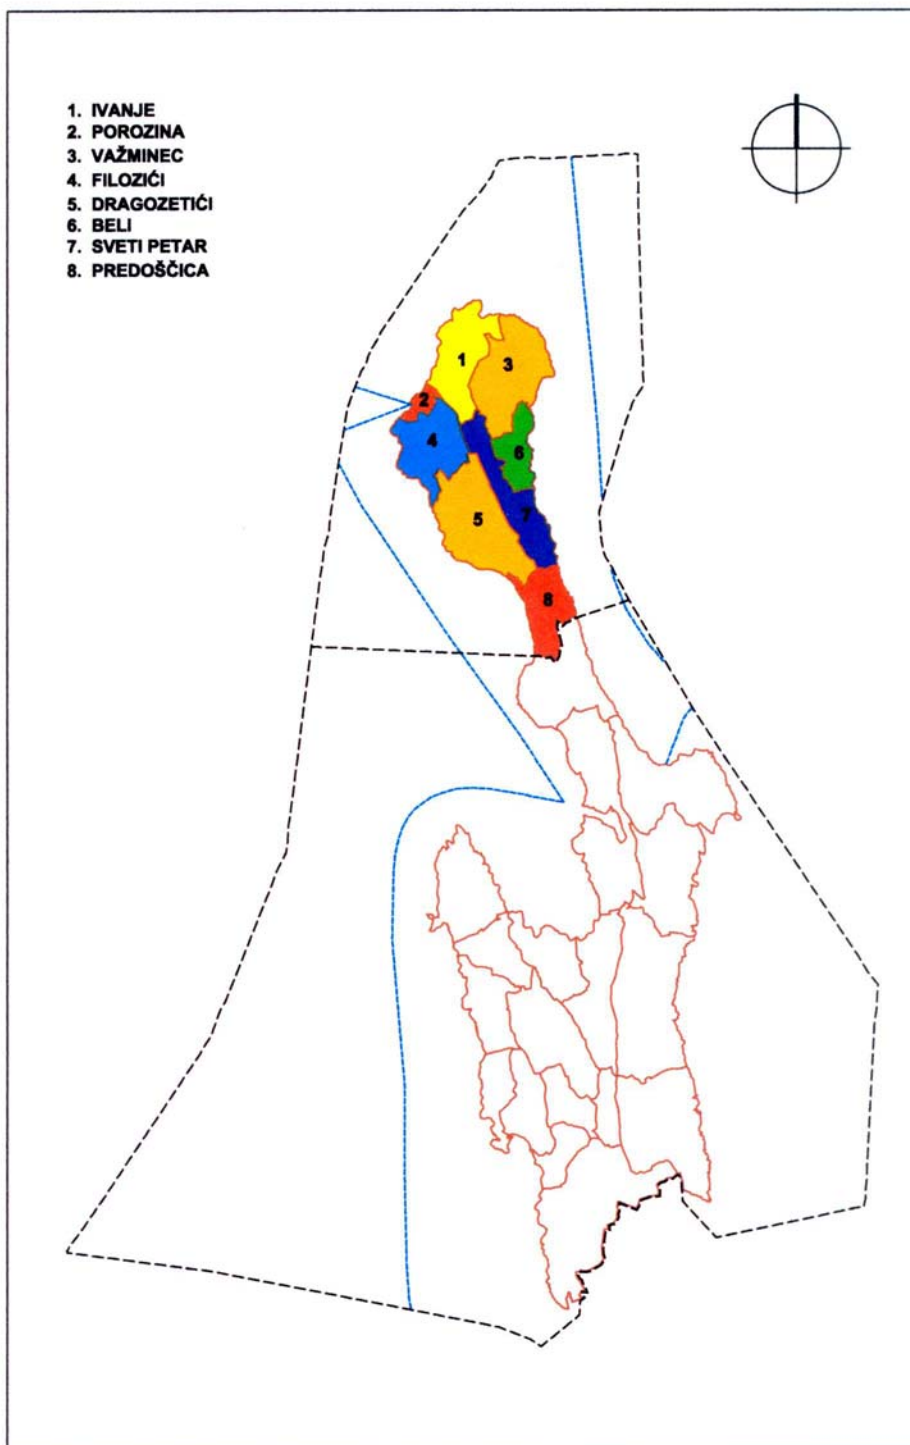 1. IVANJE
2. POROZINA
3. VAŽMINEC
4. FILOZIĆI
5. DRAGOZETIĆI
6. BELI
7. SVETI PETAR
8. PREDOŠČICA
1
3
2
4
6
5
7
8